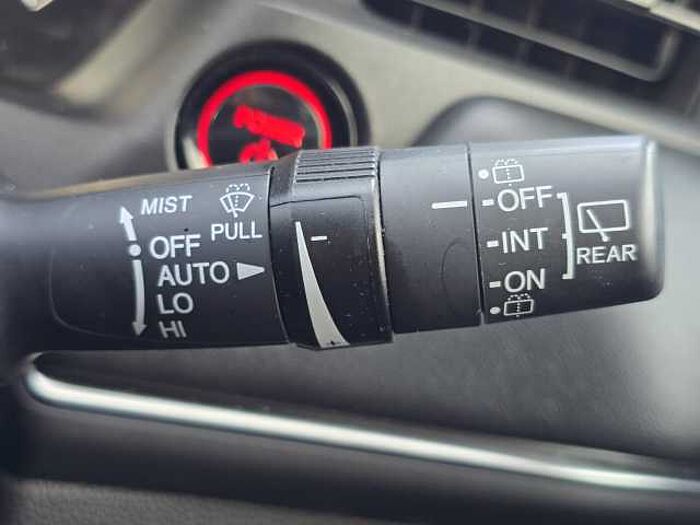 MIST
PULL
OFF
AUTO
LO
HI
OFF
INT
ON
REAR